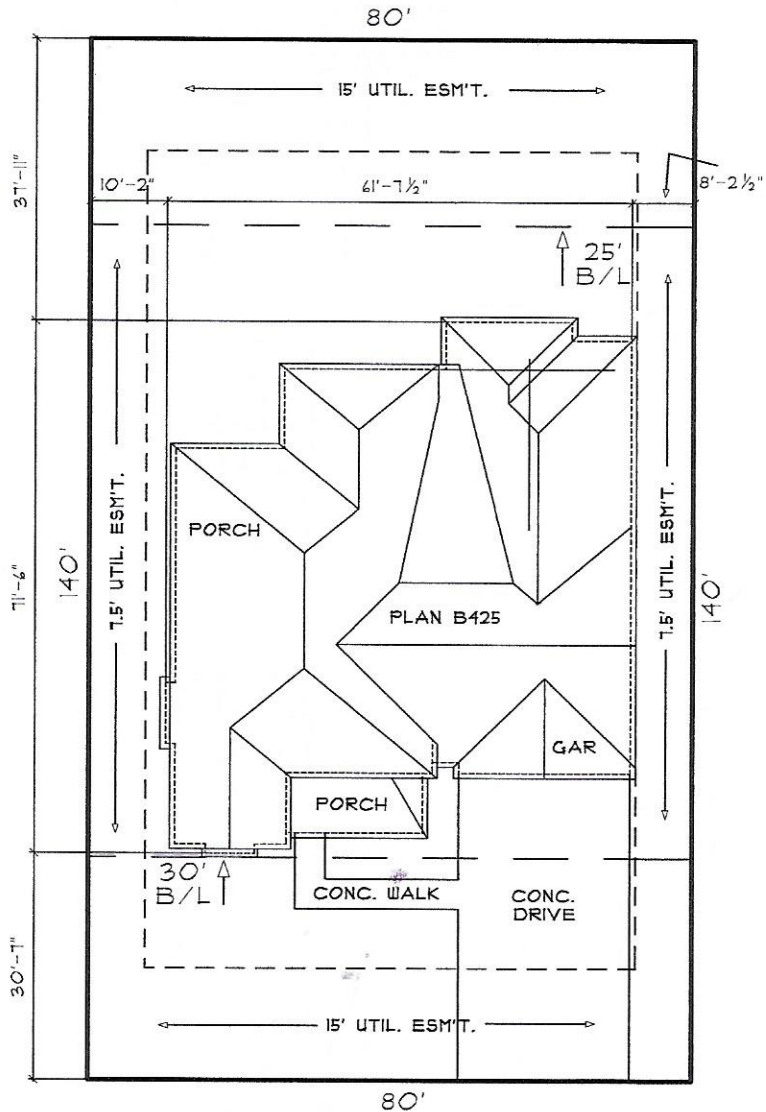 80'
15' UTIL. ESM'T.
37'-11"
10'-2"
61'-7½"
8'-2½"
25'
B/L
7.5' UTIL. ESM'T.
7.5' UTIL. ESM'T.
PORCH
71'-6"
140'
140'
PLAN B425
GAR
PORCH
30'
B/L
CONC. WALK
CONC.
DRIVE
30'-7"
15' UTIL. ESM'T.
80'